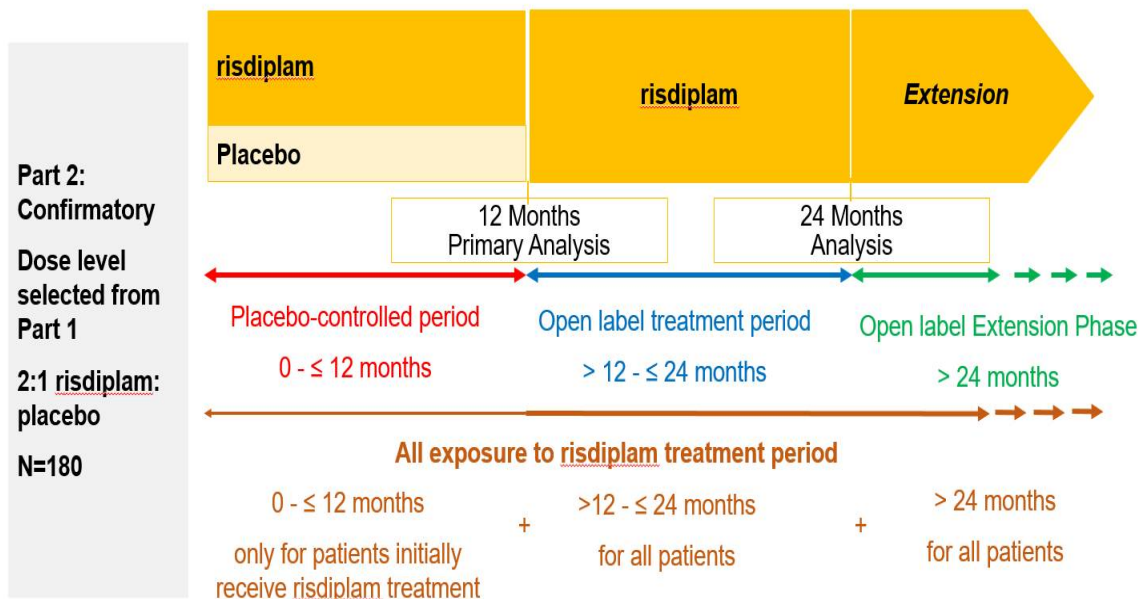 Part 2:
Confirmatory
Dose level
selected from
Part 1
2:1 risdiplam:
placebo
N=180
risdiplam
Placebo
risdiplam
Extension
12 Months
Primary Analysis
24 Months
Analysis
Placebo-controlled period
0 - ≤ 12 months
Open label treatment period
> 12 - ≤ 24 months
Open label Extension Phase
> 24 months
All exposure to risdiplam treatment period
0 - ≤ 12 months
only for patients initially
receive risdiplam treatment
+
>12 - ≤ 24 months
for all patients
+
> 24 months
for all patients